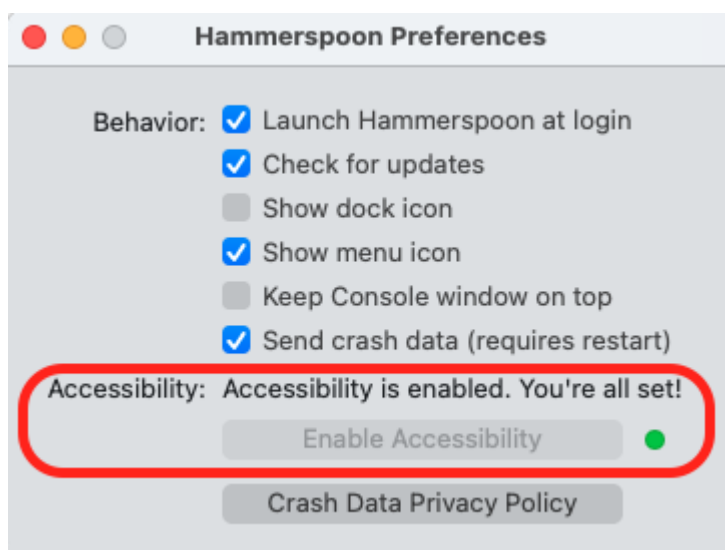 Hammerspoon Preferences
Behavior: Launch Hammerspoon at login
Check for updates
Show dock icon
Show menu icon
Keep Console window on top
Send crash data (requires restart)
Accessibility: Accessibility is enabled. You're all set!
Enable Accessibility
Crash Data Privacy Policy